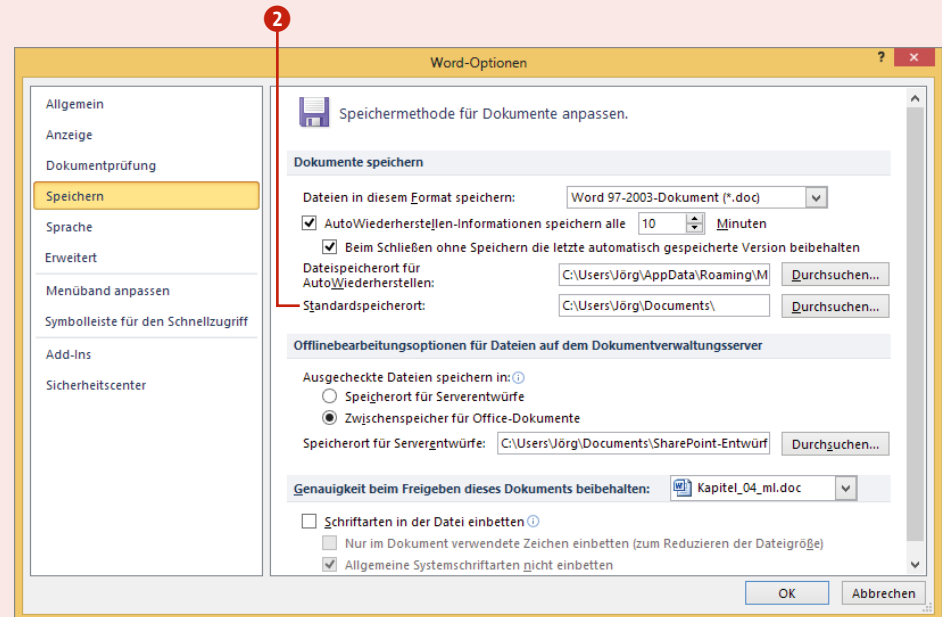 2
Word-Optionen
?
Allgemein
Anzeige
Dokumentprüfung
Speichern
Sprache
Erweitert
Menüband anpassen
Symbolleiste für den Schnellzugriff
Add-Ins
Sicherheitscenter
Speichermethode für Dokumente anpassen.
Dokumente speichern
Dateien in diesem Format speichern: Word 97-2003-Dokument (*.doc)
AutoWiederherstellen-Informationen speichern alle 10 Minuten
Beim Schließen ohne Speichern die letzte automatisch gespeicherte Version beibehalten
Dateispeicherort für
AutoWiederherstellen: C:\Users\Jörg\AppData\Roaming\M Durchsuchen...
Standardspeicherort: C:\Users\Jörg\Documents\ Durchsuchen...
Offlinebearbeitungsoptionen für Dateien auf dem Dokumentverwaltungsserver
Ausgecheckte Dateien speichern in:
Speicherort für Serverentwürfe
Zwischenspeicher für Office-Dokumente
Speicherort für Serverentwürfe: C:\Users\Jörg\Documents\SharePoint-Entwürf Durchsuchen...
Genauigkeit beim Freigeben dieses Dokuments beibehalten: Kapitel_04_ml.doc
Schriftarten in der Datei einbetten
Nur im Dokument verwendete Zeichen einbetten (zum Reduzieren der Dateigröße)
Allgemeine Systemschriftarten nicht einbetten
OK Abbrechen